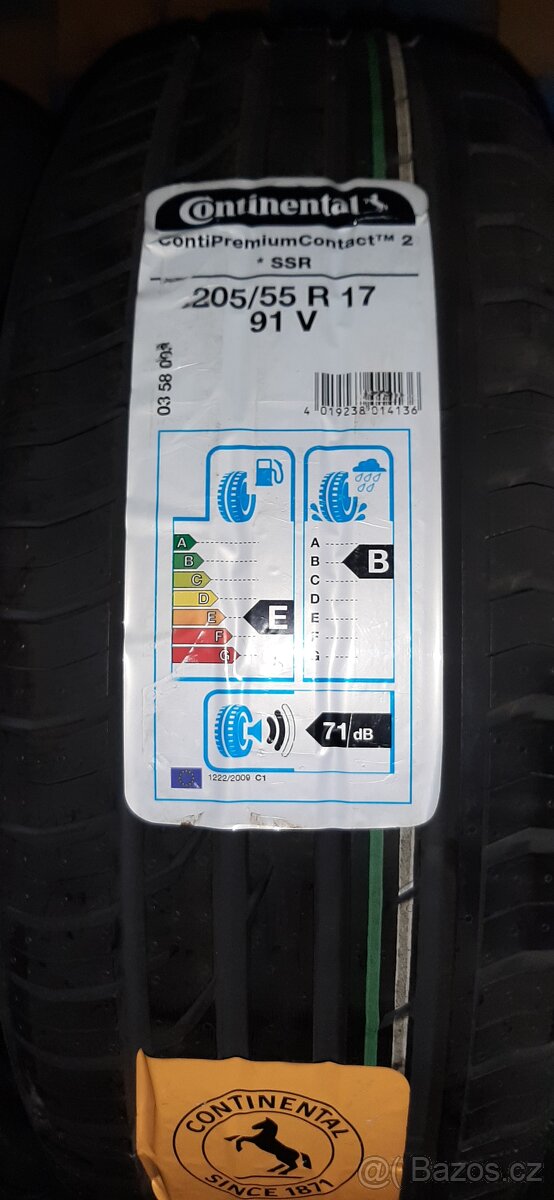 Continental
ContiPremiumContact™ 2
* SSR
205/55 R 17
91 V
03 58 0
4 019238 014136
A
B
C
D
E
F
G
E
A
B
C
D
E
F
G
B
71 dB
1222/2009 C1
CONTINENTAL
SINCE 1871
@ Bazos.cz